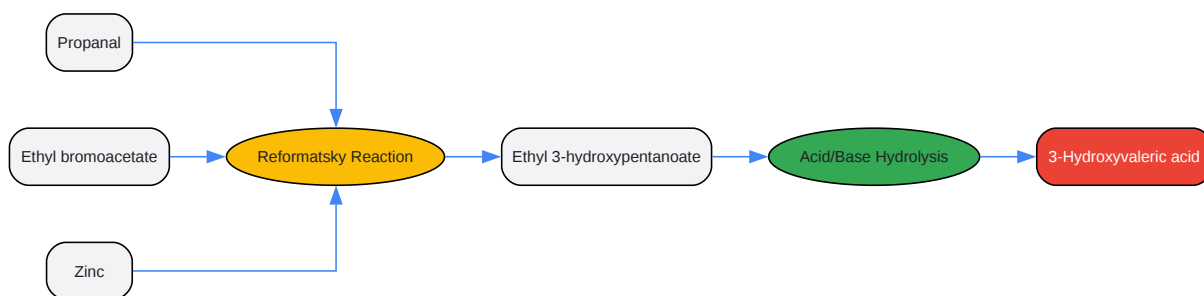 Propanal
Ethyl bromoacetate
Reformatsky Reaction
Ethyl 3-hydroxypentanoate
Acid/Base Hydrolysis
3-Hydroxyvaleric acid
Zinc